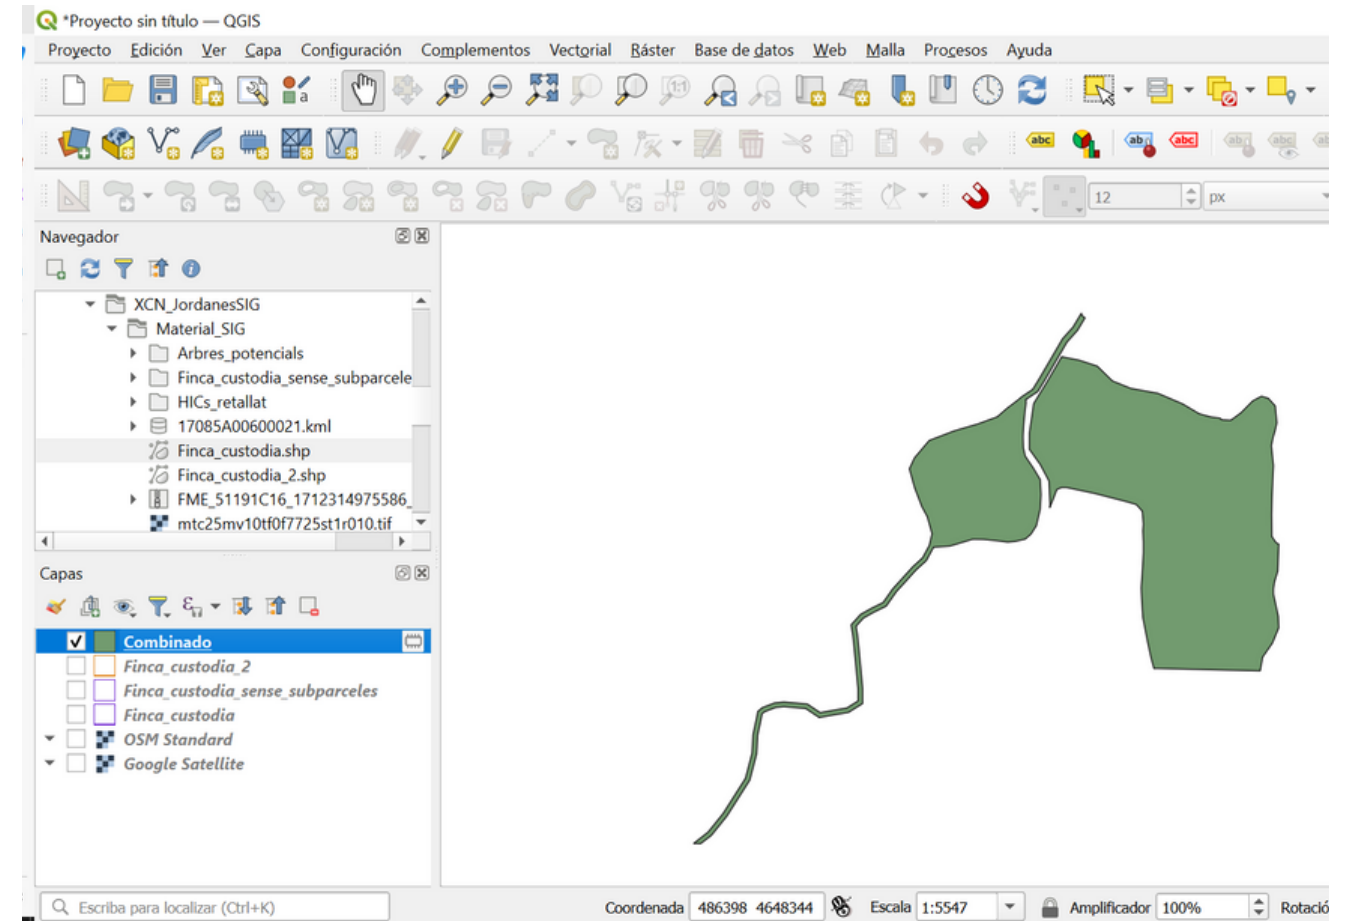 *Proyecto sin título — QGIS
Proyecto Edición Ver Capa Configuración Complementos Vectorial Ráster Base de datos Web Malla Procesos Ayuda
12 px
Navegador
XCN_JordanesSIG
Material_SIG
Arbres_potencials
Finca_custodia_sense_subparcele
HICs_retallat
17085A00600021.kml
Finca_custodia.shp
Finca_custodia_2.shp
FME_51191C16_1712314975586_
mtc25mv10tf0f7725st1r010.tif
Capas
Combinado
Finca_custodia_2
Finca_custodia_sense_subparceles
Finca_custodia
OSM Standard
Google Satellite
Escriba para localizar (Ctrl+K) Coordenada 486398 4648344 Escala 1:5547 Amplificador 100% Rotació